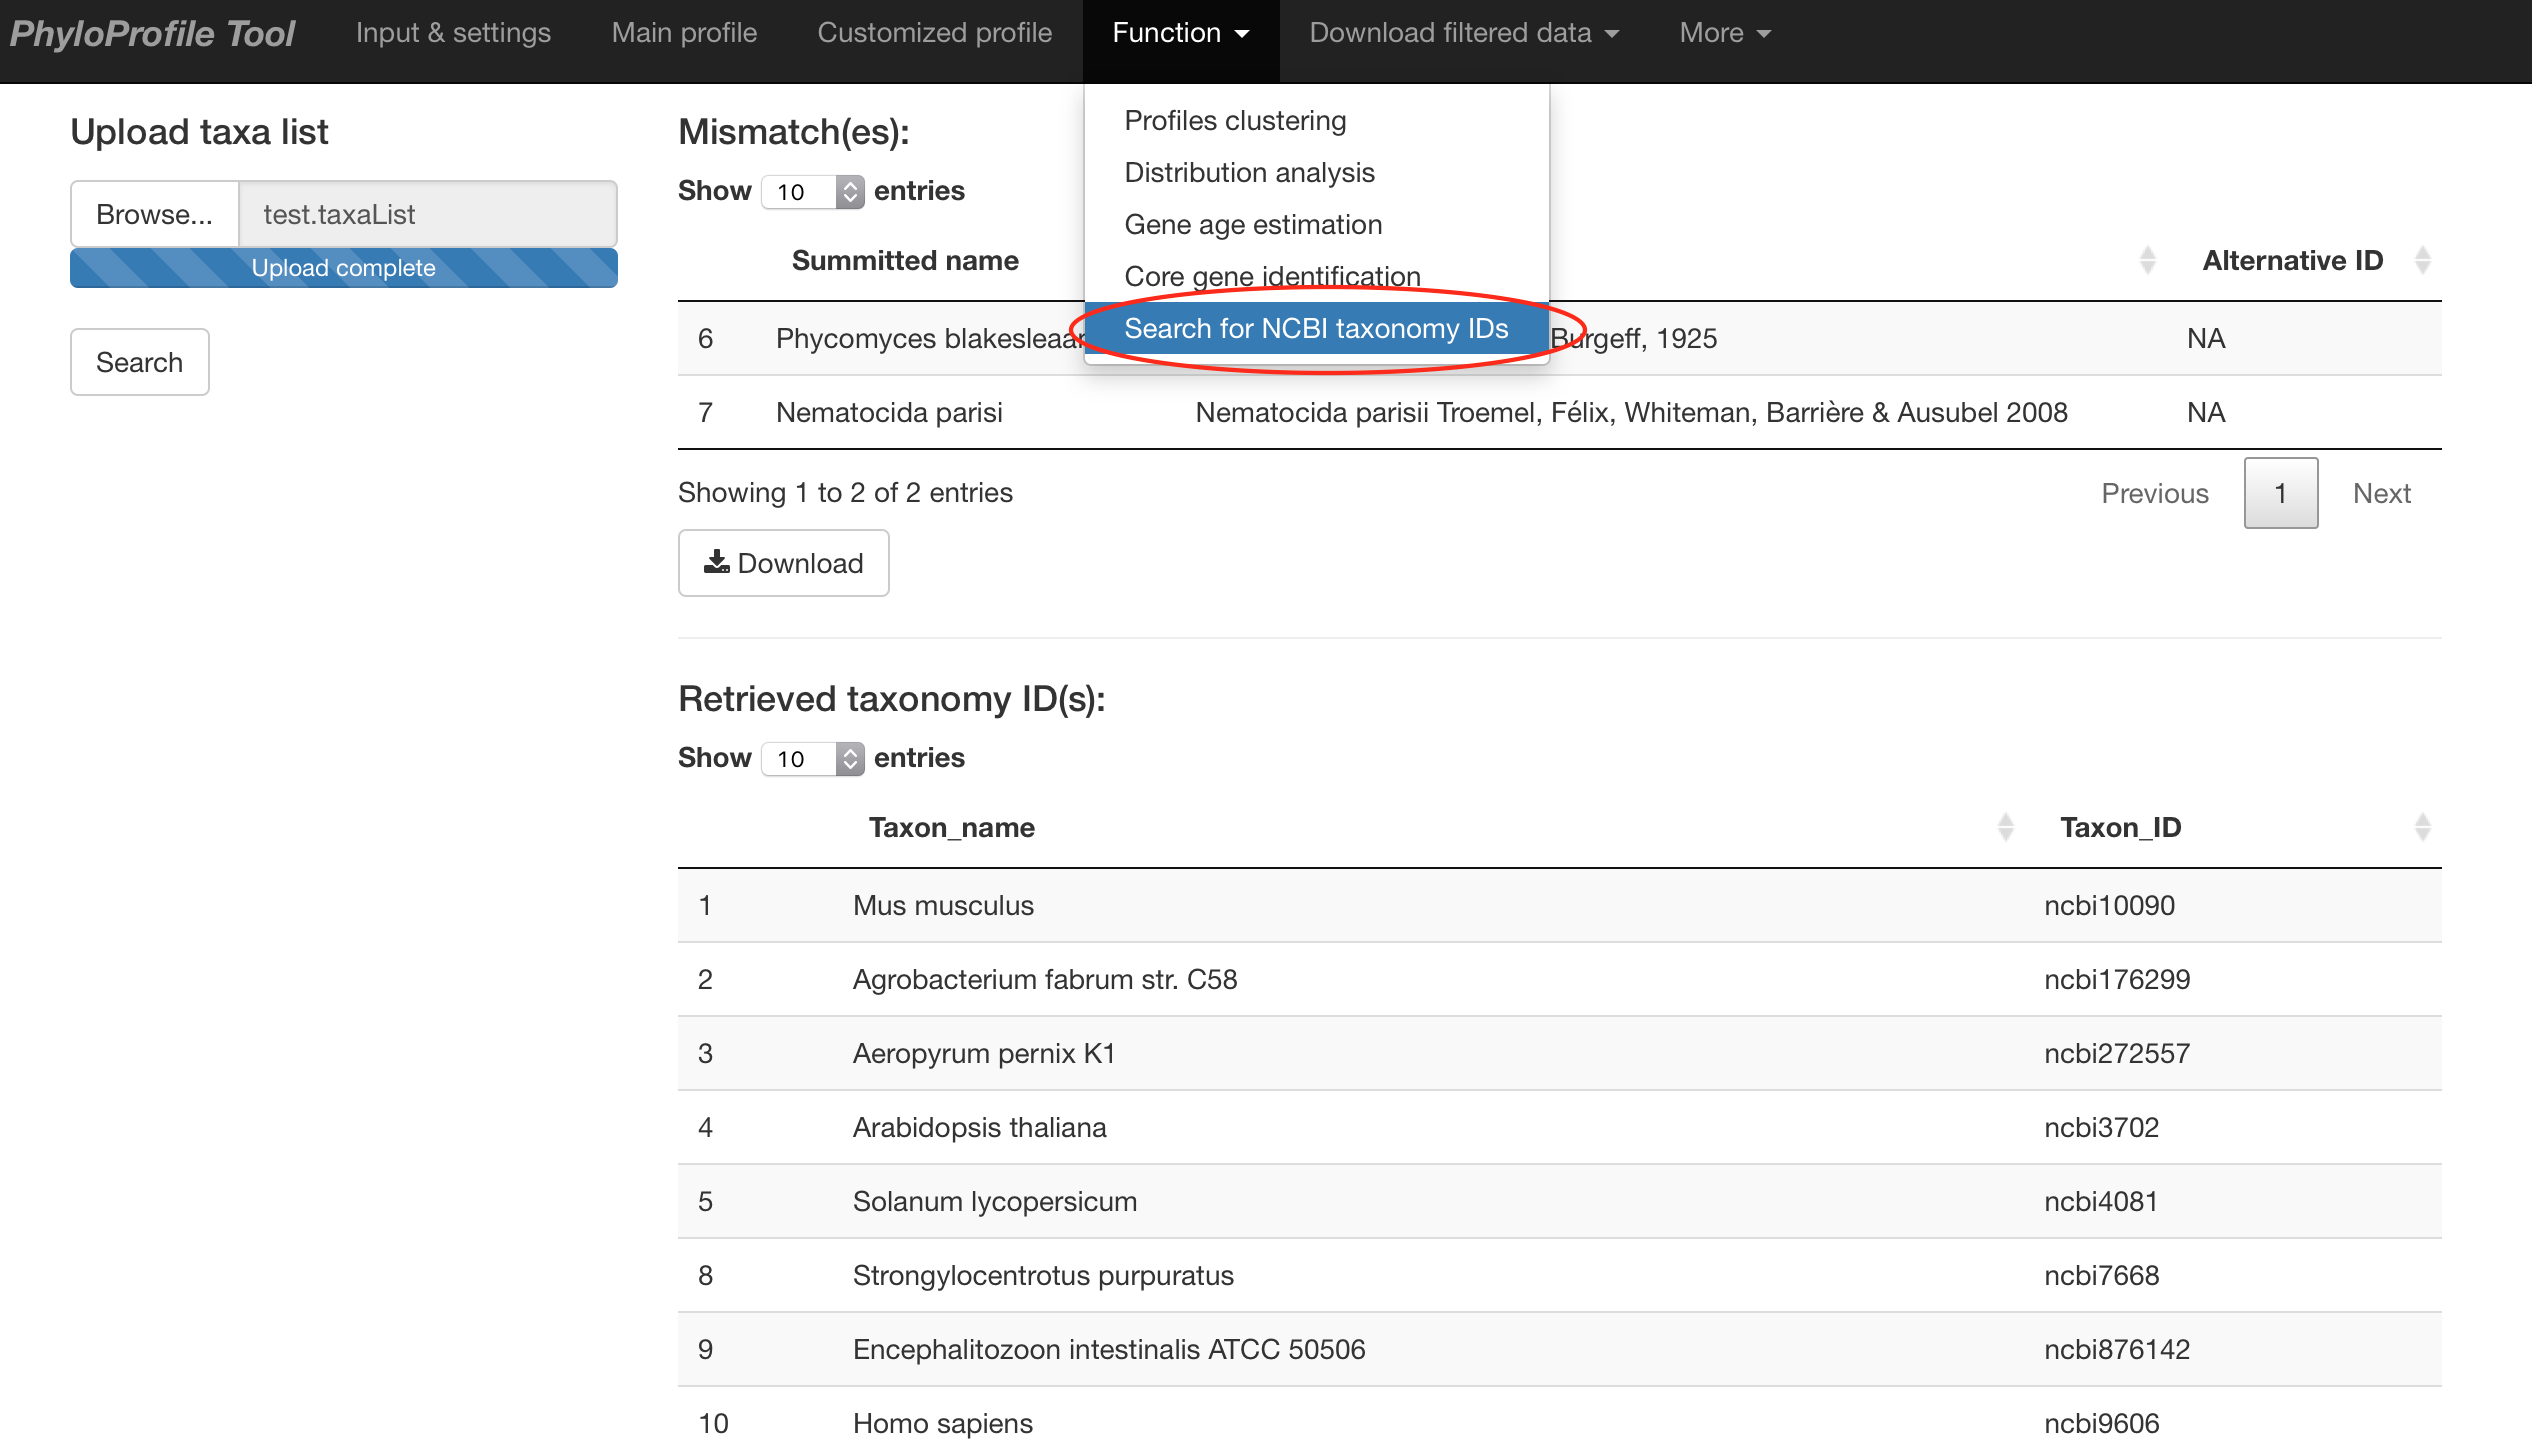 PhyloProfile Tool Input & settings Main profile Customized profile Function Download filtered data More
Upload taxa list
Browse... test.taxaList
Upload complete
Search
Profiles clustering
Distribution analysis
Gene age estimation
Core gene identification
Search for NCBI taxonomy IDs
Mismatch(es):
Show 10 entries
Summitted name Alternative ID
6 Phycomyces Burgeff, 1925 NA
7 Nematocida parisi Nematocida parisii Troemel, Félix, Whiteman, Barrière & Ausubel 2008 NA
Showing 1 to 2 of 2 entries
Previous 1 Next
Download
Retrieved taxonomy ID(s):
Show 10 entries
Taxon_name Taxon_ID
1 Mus musculus ncbi10090
2 Agrobacterium fabrum str. C58 ncbi176299
3 Aeropyrum pernix K1 ncbi272557
4 Arabidopsis thaliana ncbi3702
5 Solanum lycopersicum ncbi4081
8 Strongylocentrotus purpuratus ncbi7668
9 Encephalitozoon intestinalis ATCC 50506 ncbi876142
10 Homo sapiens ncbi9606